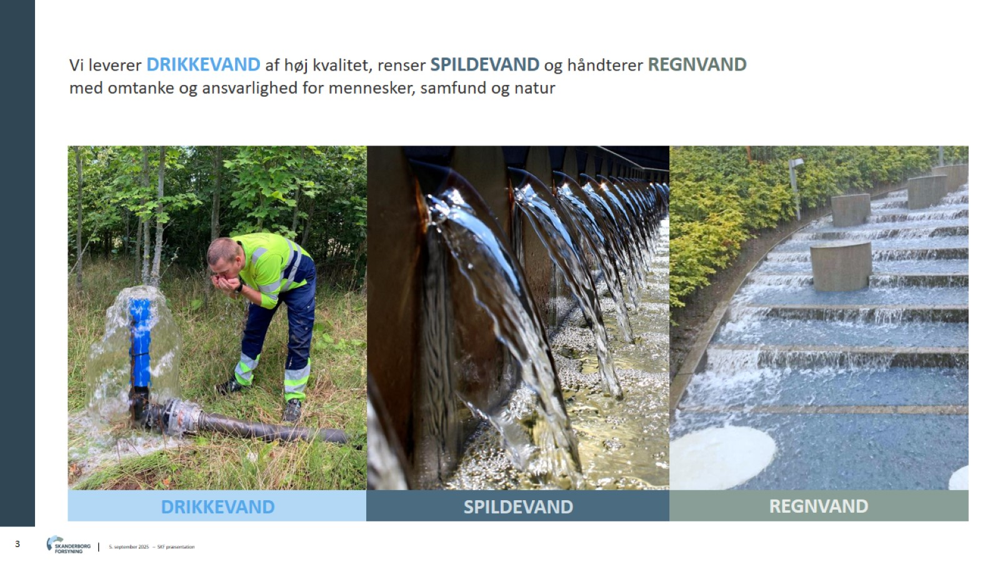 Vi leverer DRIKKEVAND af høj kvalitet, renser SPILDEVAND og håndterer REGNVAND
med omtanke og ansvarlighed for mennesker, samfund og natur
DRIKKEVAND
SPILDEVAND
REGNVAND
3
SKANDERBORG
FORSYNING
5. september 2025 – SKF præsentation